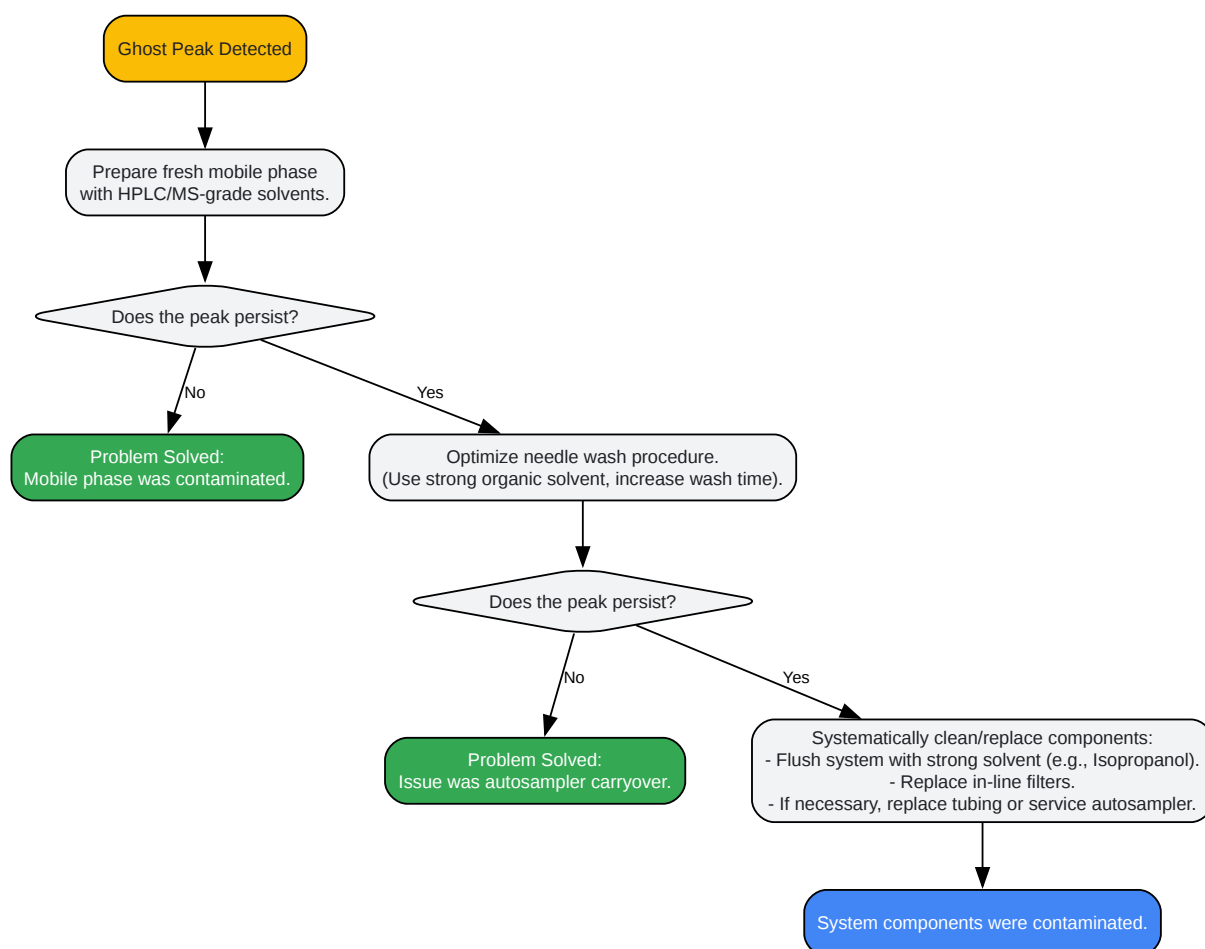 Ghost Peak Detected
Prepare fresh mobile phase
with HPLC/MS-grade solvents.
Does the peak persist?
No
Yes
Problem Solved:
Mobile phase was contaminated.
Optimize needle wash procedure.
(Use strong organic solvent, increase wash time).
Does the peak persist?
No
Yes
Problem Solved:
Issue was autosampler carryover.
Systematically clean/replace components:
- Flush system with strong solvent (e.g., Isopropanol).
- Replace in-line filters.
- If necessary, replace tubing or service autosampler.
System components were contaminated.